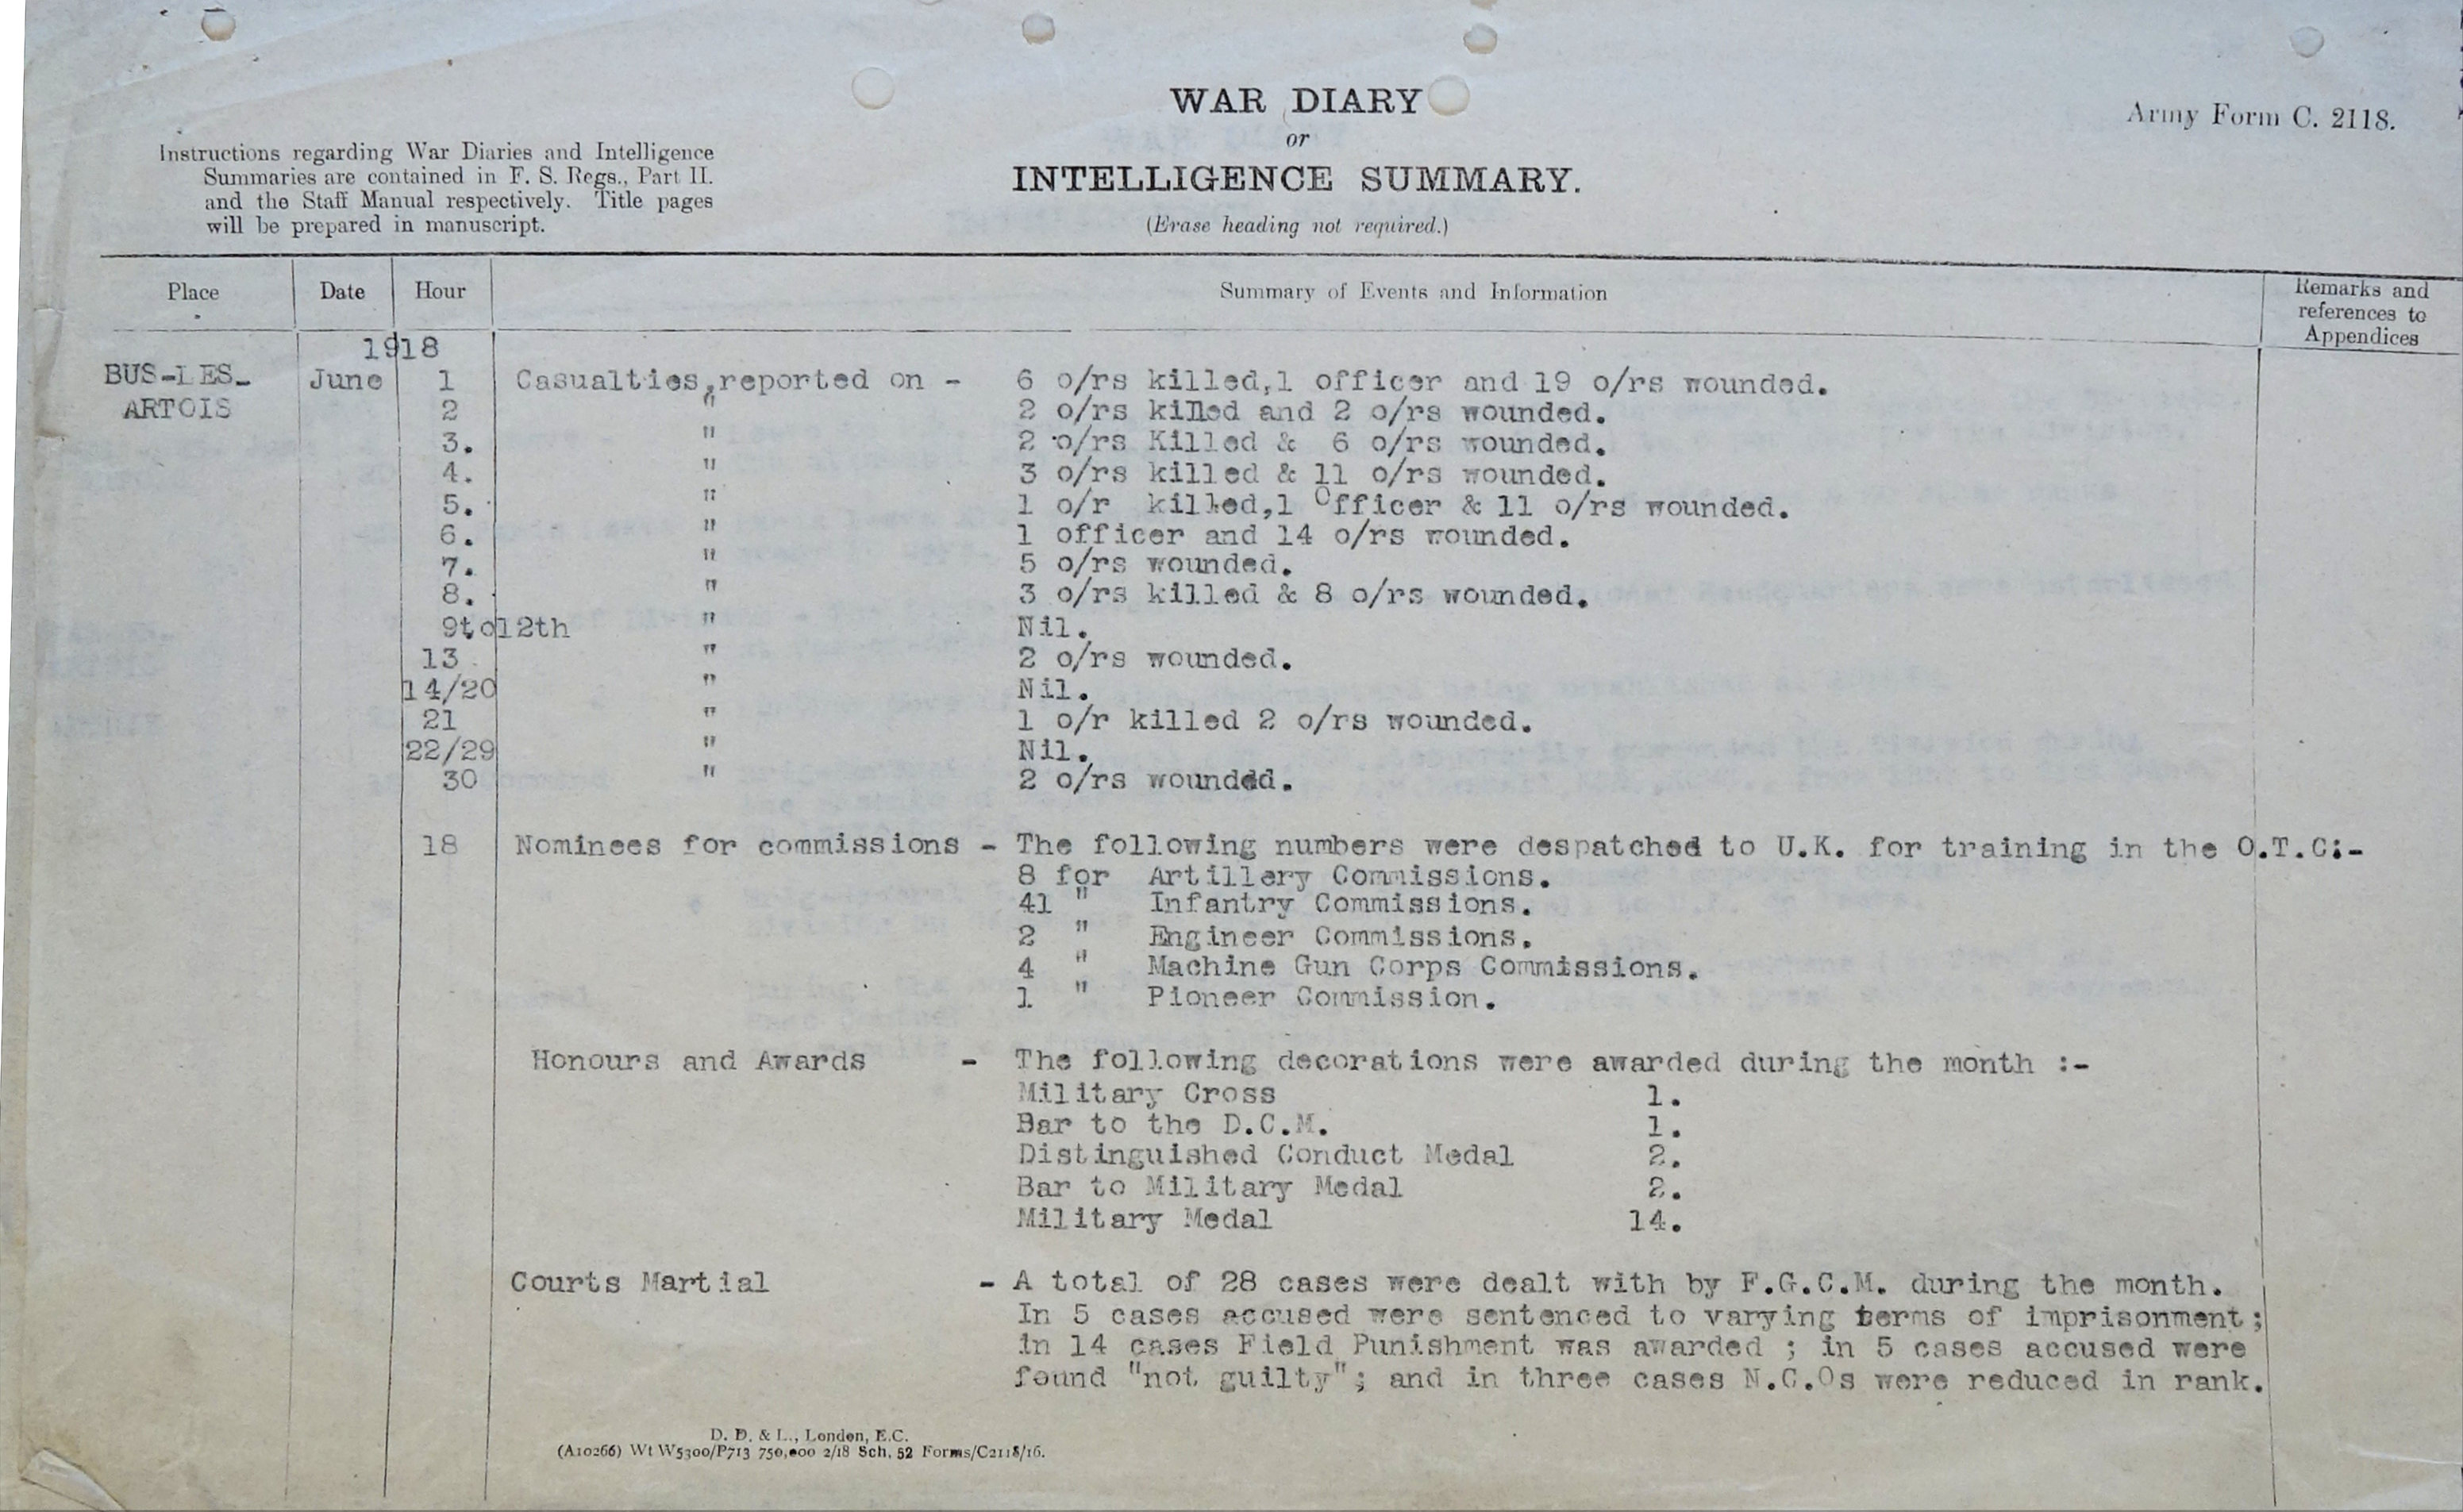 WAR DIARY
or
INTELLIGENCE SUMMARY.
(Erase heading not required.)
Army Form C. 2118.
Instructions regarding War Diaries and Intelligence
Summaries are contained in F. S. Regs., Part II.
and the Staff Manual respectively. Title pages
will be prepared in manuscript.
Place Date Hour Summary of Events and Information Remarks and references to Appendices
1918
BUS-LES- June 1 Casualties,reported on - 6 o/rs killed,1 officer and 19 o/rs wounded.
ARTOIS 2 " 2 o/rs killed and 2 o/rs wounded.
3. " 2 o/rs Killed & 6 o/rs wounded.
4. " 3 o/rs killed & 11 o/rs wounded.
5. " 1 o/r killed,1 Officer & 11 o/rs wounded.
6. " 1 officer and 14 o/rs wounded.
7. " 5 o/rs wounded.
8. " 3 o/rs killed & 8 o/rs wounded.
9to12th " Nil.
13 " 2 o/rs wounded.
14/20 " Nil.
21 " 1 o/r killed 2 o/rs wounded.
22/29 " Nil.
30 " 2 o/rs wounddd.
18 Nominees for commissions - The following numbers were despatched to U.K. for training in the O.T.C:-
8 for Artillery Commissions.
41 " Infantry Commissions.
2 " Engineer Commissions.
4 " Machine Gun Corps Commissions.
1 " Pioneer Commission.
Honours and Awards - The following decorations were awarded during the month :-
Military Cross 1.
Bar to the D.C.M. 1.
Distinguished Conduct Medal 2.
Bar to Military Medal 2.
Military Medal 14.
Courts Martial - A total of 28 cases were dealt with by F.G.C.M. during the month.
In 5 cases accused were sentenced to varying terms of imprisonment;
in 14 cases Field Punishment was awarded ; in 5 cases accused were
found "not guilty"; and in three cases N.C.Os were reduced in rank.
D. D. & L., London, E.C.
(A10266) Wt W5300/P713 750,000 2/18 Sch. 52 Forms/C2118/16.